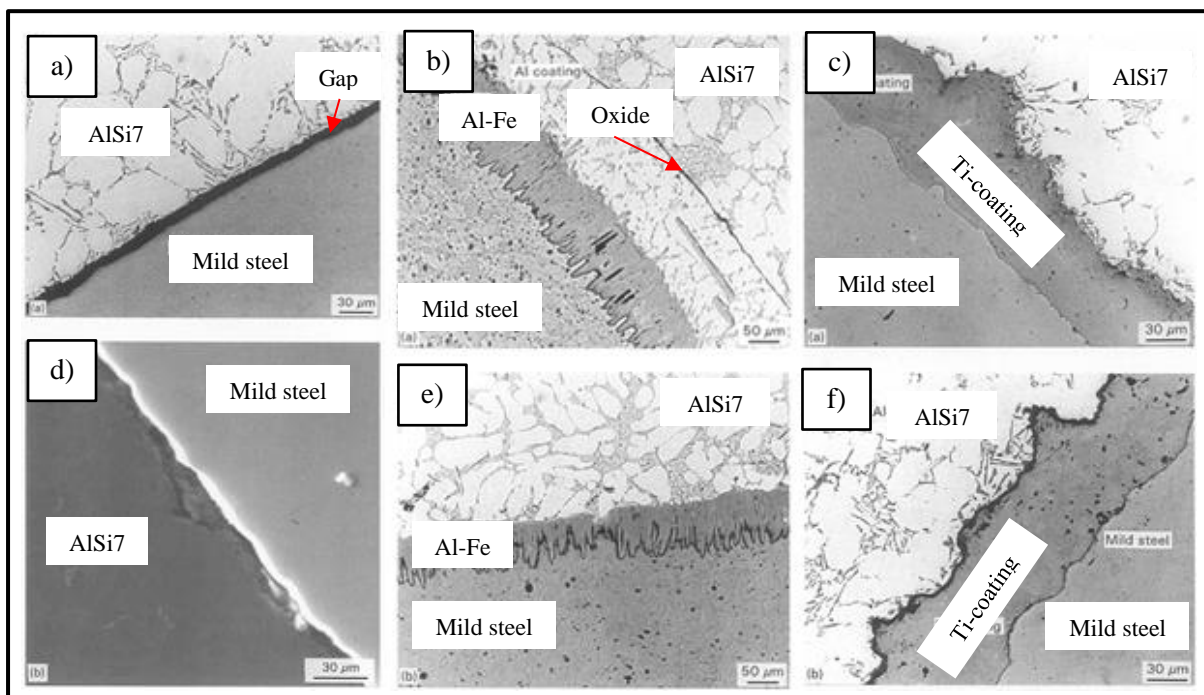 a)
Gap
AlSi7
Mild steel
(a)
30 µm
b)
Al coating
AlSi7
Al-Fe
Oxide
Mild steel
(a)
50 µm
c)
AlSi7
Ti-coating
Mild steel
(a)
30 µm
d)
Mild steel
AlSi7
(b)
30 µm
e)
AlSi7
Al-Fe
Mild steel
(b)
50 µm
f)
AlSi7
Mild steel
Ti-coating
Mild steel
(b)
30 µm